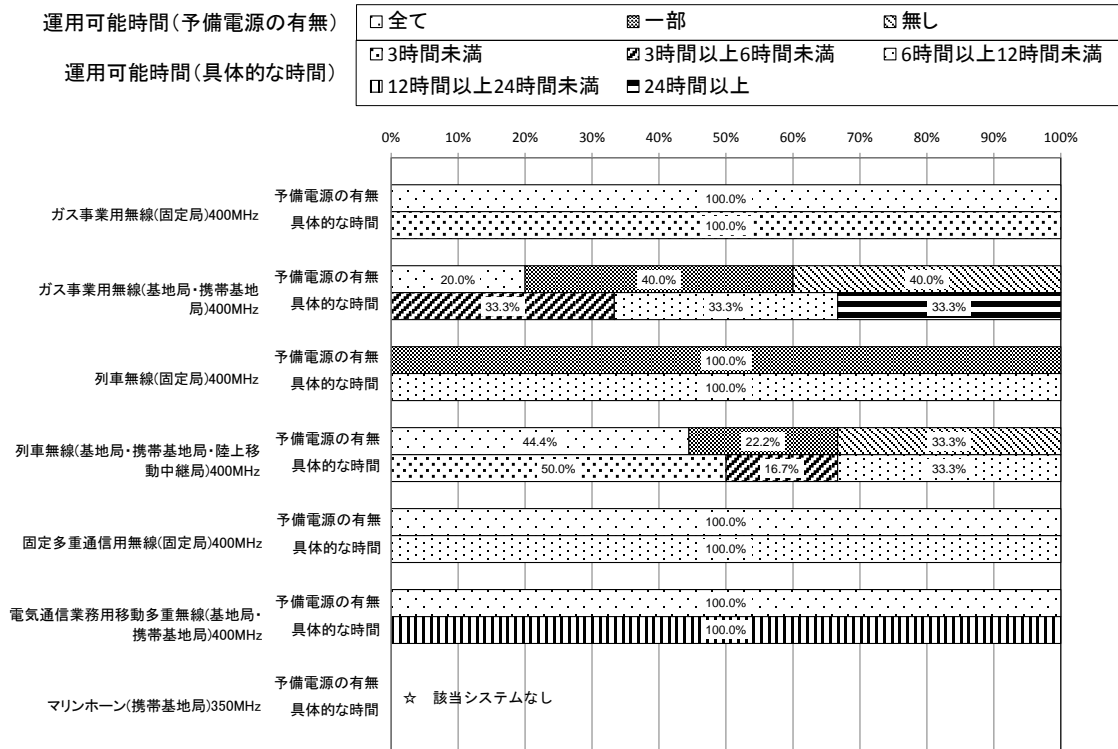 運用可能時間(予備電源の有無)
全て 一部 無し
運用可能時間(具体的な時間)
3時間未満 3時間以上6時間未満 6時間以上12時間未満
12時間以上24時間未満 24時間以上
0% 10% 20% 30% 40% 50% 60% 70% 80% 90% 100%
ガス事業用無線(固定局)400MHz
予備電源の有無
100.0%
具体的な時間
100.0%
ガス事業用無線(基地局・携帯基地
局)400MHz
予備電源の有無
20.0% 40.0% 40.0%
具体的な時間
33.3% 33.3% 33.3%
列車無線(固定局)400MHz
予備電源の有無
100.0%
具体的な時間
100.0%
列車無線(基地局・携帯基地局・陸上移
動中継局)400MHz
予備電源の有無
44.4% 22.2% 33.3%
具体的な時間
50.0% 16.7% 33.3%
固定多重通信用無線(固定局)400MHz
予備電源の有無
100.0%
具体的な時間
100.0%
電気通信業務用移動多重無線(基地局・
携帯基地局)400MHz
予備電源の有無
100.0%
具体的な時間
100.0%
マリンホーン(携帯基地局)350MHz
予備電源の有無
具体的な時間
☆ 該当システムなし